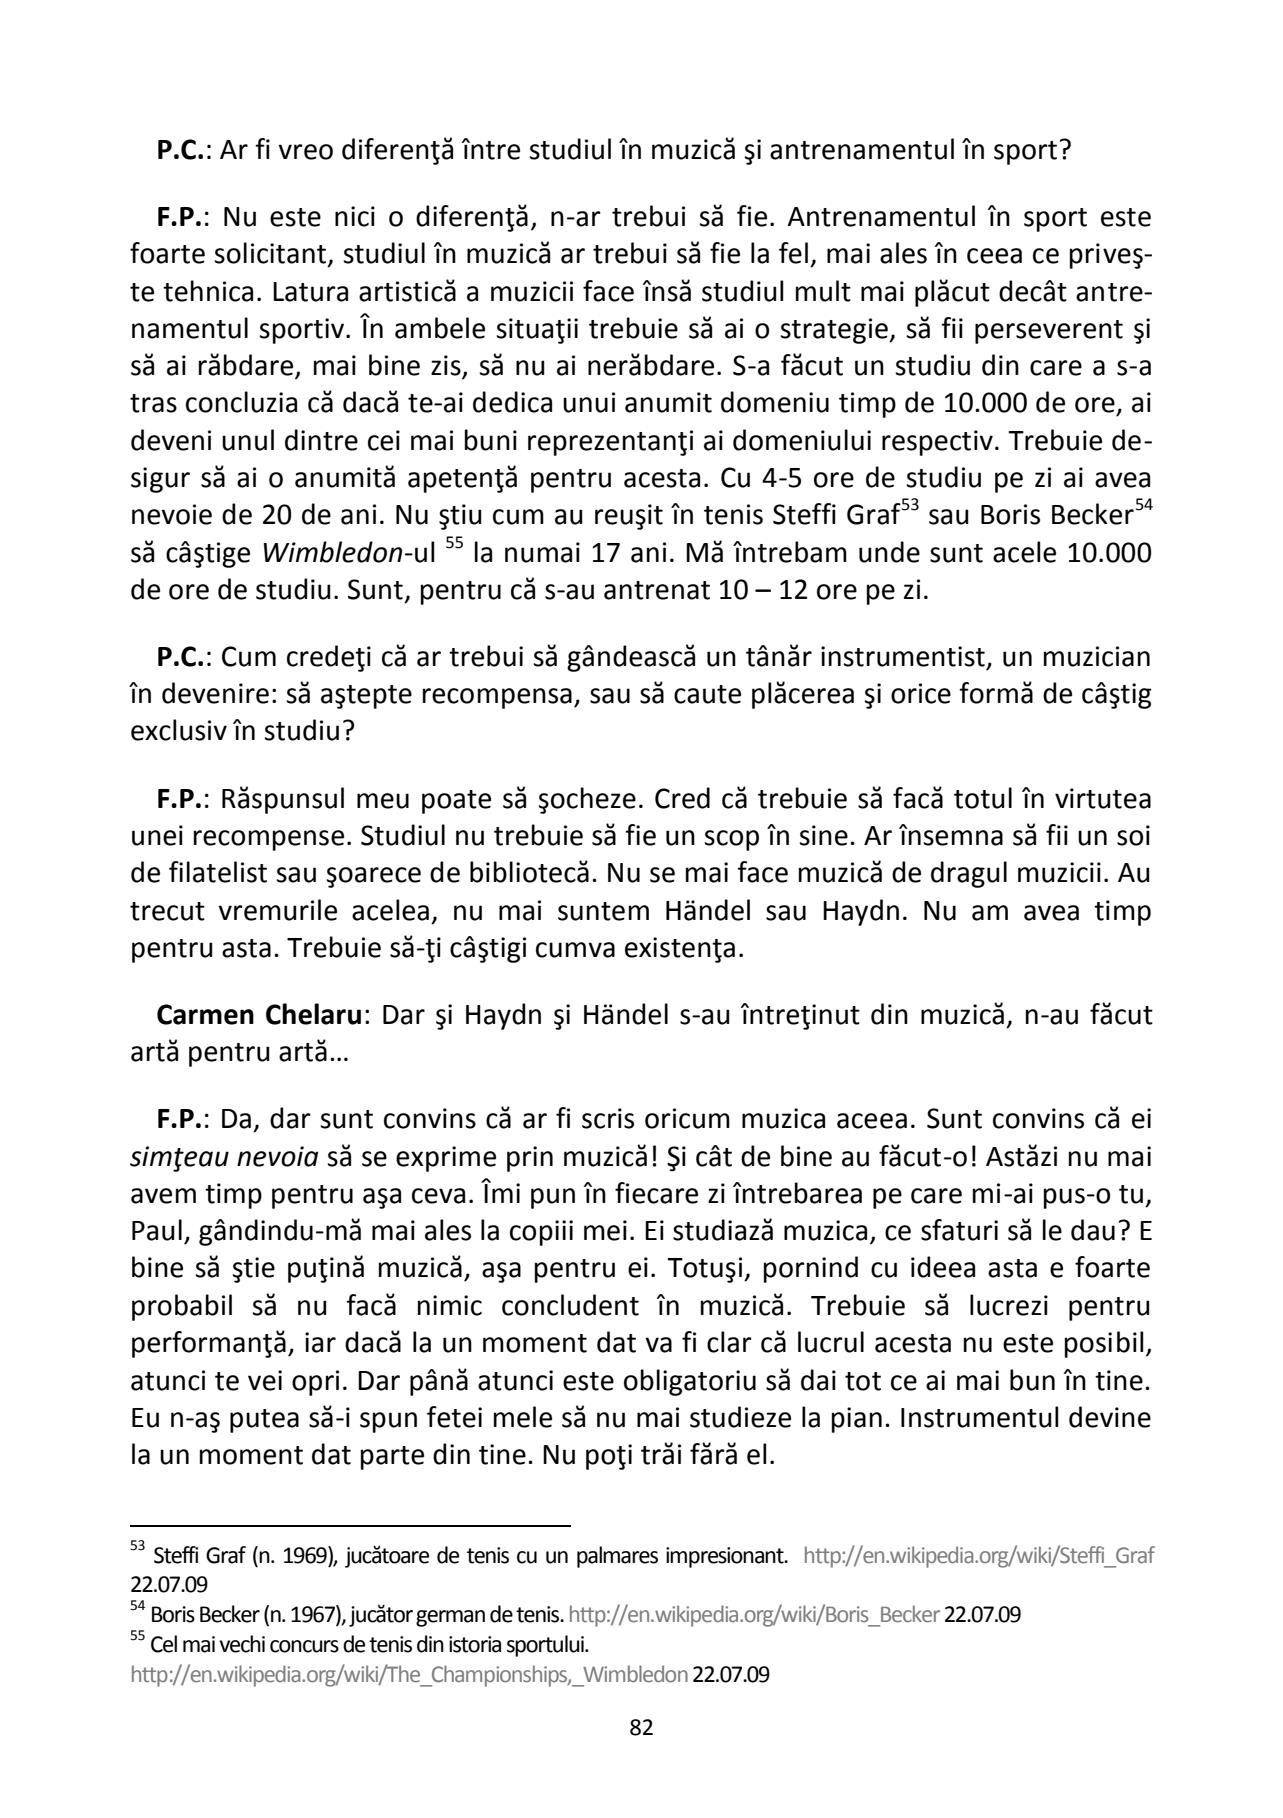 P.C.: Ar fi vreo diferenţă între studiul în muzică şi antrenamentul în sport?
F.P.: Nu este nici o diferenţă, n-ar trebui să fie. Antrenamentul în sport este
foarte solicitant, studiul în muzică ar trebui să fie la fel, mai ales în ceea ce priveş-
te tehnica. Latura artistică a muzicii face însă studiul mult mai plăcut decât antre-
namentul sportiv. În ambele situaţii trebuie să ai o strategie, să fii perseverent şi
să ai răbdare, mai bine zis, să nu ai nerăbdare. S-a făcut un studiu din care a s-a
tras concluzia că dacă te-ai dedica unui anumit domeniu timp de 10.000 de ore, ai
deveni unul dintre cei mai buni reprezentanţi ai domeniului respectiv. Trebuie de-
sigur să ai o anumită apetenţă pentru acesta. Cu 4-5 ore de studiu pe zi ai avea
nevoie de 20 de ani. Nu ştiu cum au reuşit în tenis Steffi Graf53 sau Boris Becker54
să câştige Wimbledon-ul 55 la numai 17 ani. Mă întrebam unde sunt acele 10.000
de ore de studiu. Sunt, pentru că s-au antrenat 10 – 12 ore pe zi.
P.C.: Cum credeţi că ar trebui să gândească un tânăr instrumentist, un muzician
în devenire: să aştepte recompensa, sau să caute plăcerea şi orice formă de câştig
exclusiv în studiu?
F.P.: Răspunsul meu poate să şocheze. Cred că trebuie să facă totul în virtutea
unei recompense. Studiul nu trebuie să fie un scop în sine. Ar însemna să fii un soi
de filatelist sau şoarece de bibliotecă. Nu se mai face muzică de dragul muzicii. Au
trecut vremurile acelea, nu mai suntem Händel sau Haydn. Nu am avea timp
pentru asta. Trebuie să-ţi câştigi cumva existenţa.
Carmen Chelaru: Dar şi Haydn şi Händel s-au întreţinut din muzică, n-au făcut
artă pentru artă…
F.P.: Da, dar sunt convins că ar fi scris oricum muzica aceea. Sunt convins că ei
simţeau nevoia să se exprime prin muzică! Şi cât de bine au făcut-o! Astăzi nu mai
avem timp pentru aşa ceva. Îmi pun în fiecare zi întrebarea pe care mi-ai pus-o tu,
Paul, gândindu-mă mai ales la copiii mei. Ei studiază muzica, ce sfaturi să le dau? E
bine să ştie puţină muzică, aşa pentru ei. Totuşi, pornind cu ideea asta e foarte
probabil să nu facă nimic concludent în muzică. Trebuie să lucrezi pentru
performanţă, iar dacă la un moment dat va fi clar că lucrul acesta nu este posibil,
atunci te vei opri. Dar până atunci este obligatoriu să dai tot ce ai mai bun în tine.
Eu n-aş putea să-i spun fetei mele să nu mai studieze la pian. Instrumentul devine
la un moment dat parte din tine. Nu poţi trăi fără el.
53 Steffi Graf (n. 1969), jucătoare de tenis cu un palmares impresionant. http://en.wikipedia.org/wiki/Steffi_Graf
22.07.09
54 Boris Becker (n. 1967), jucător german de tenis. http://en.wikipedia.org/wiki/Boris_Becker 22.07.09
55 Cel mai vechi concurs de tenis din istoria sportului.
http://en.wikipedia.org/wiki/The_Championships,_Wimbledon 22.07.09
82